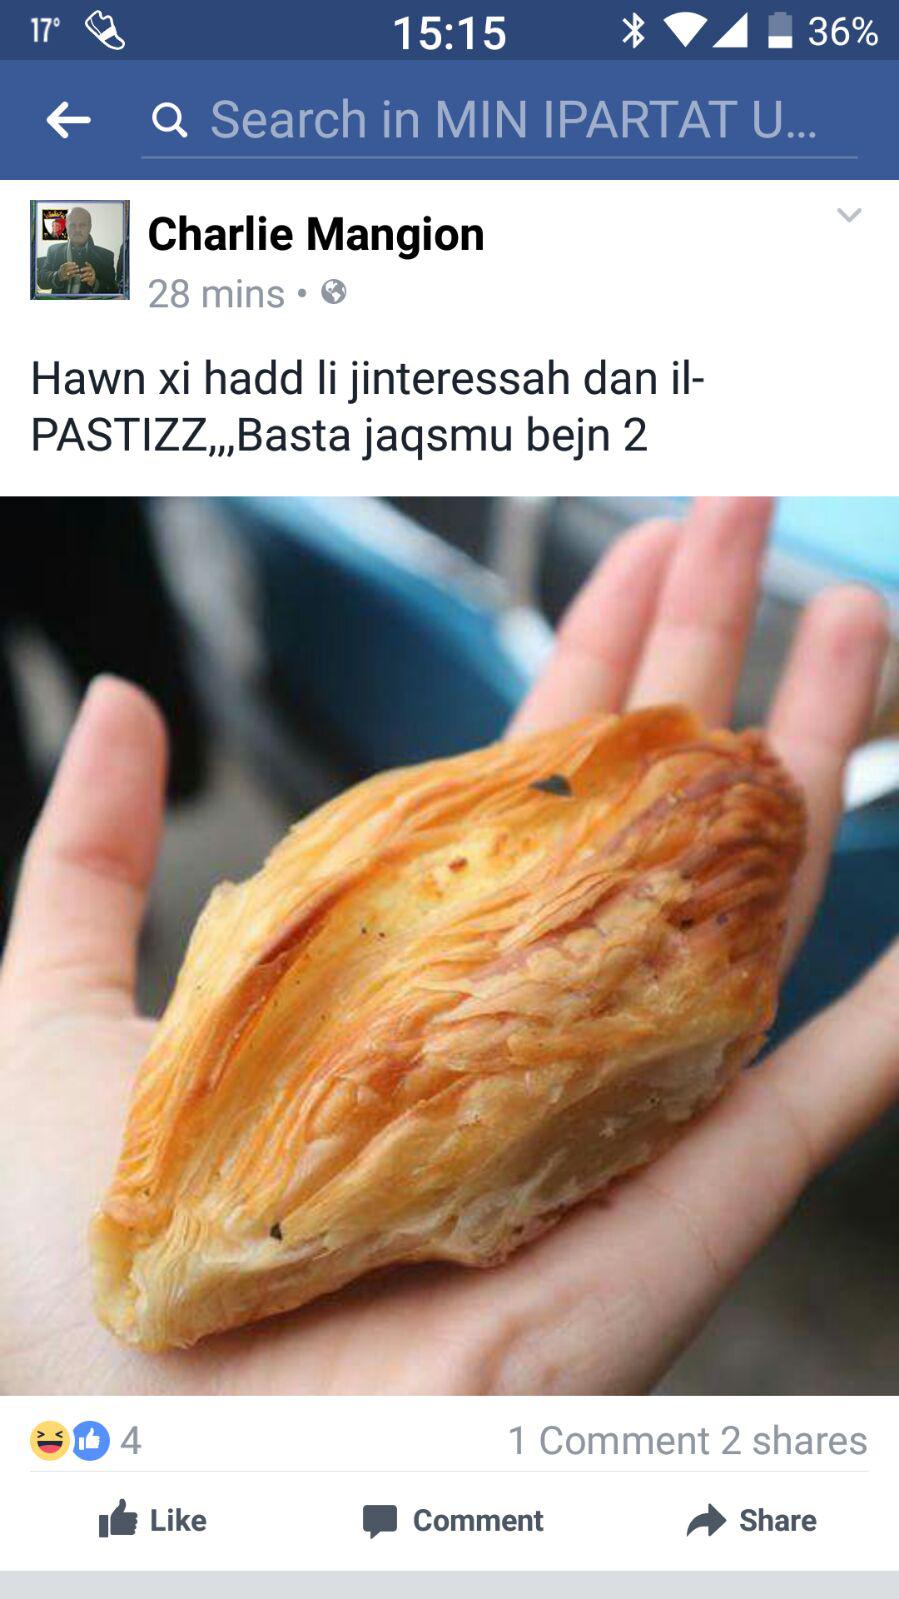 17°
15:15
36%
Search in MIN IPARTAT U...
Charlie Mangion
28 mins •
Hawn xi hadd li jinteressah dan il-
PASTIZZ,,,Basta jaqsmu bejn 2
4
1 Comment 2 shares
Like Comment Share